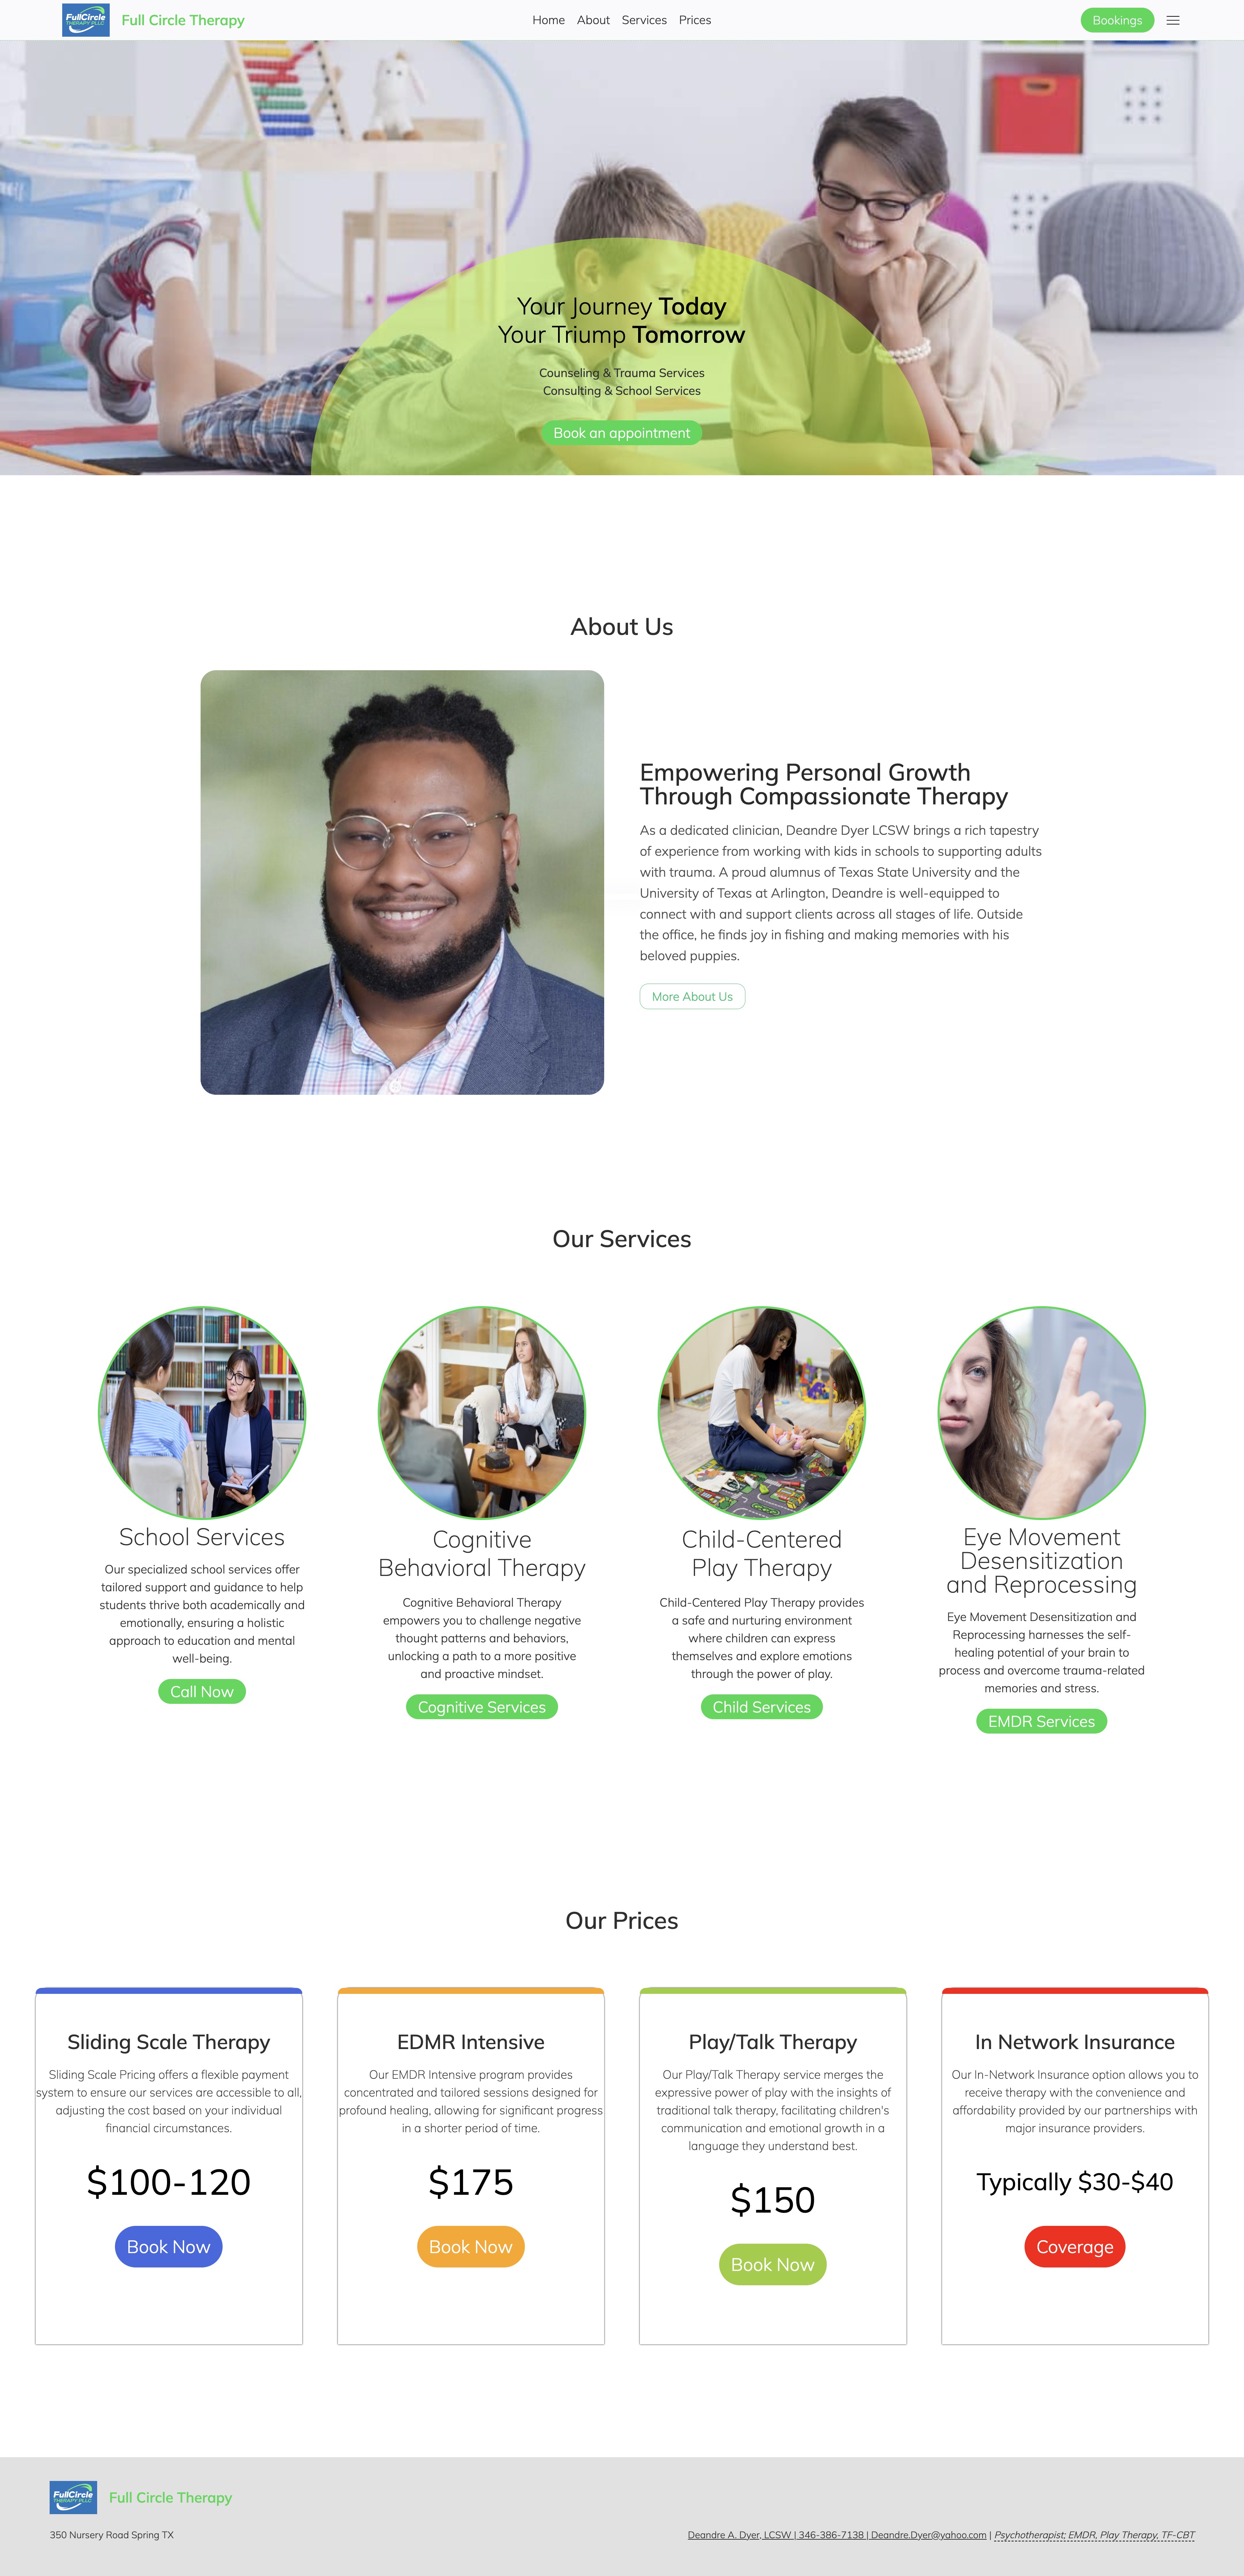 FullCircle
THERAPY PLLC
Full Circle Therapy
Home About Services Prices
Bookings
Your Journey Today
Your Triump Tomorrow
Counseling & Trauma Services
Consulting & School Services
Book an appointment
About Us
Empowering Personal Growth
Through Compassionate Therapy
As a dedicated clinician, Deandre Dyer LCSW brings a rich tapestry
of experience from working with kids in schools to supporting adults
with trauma. A proud alumnus of Texas State University and the
University of Texas at Arlington, Deandre is well-equipped to
connect with and support clients across all stages of life. Outside
the office, he finds joy in fishing and making memories with his
beloved puppies.
More About Us
Our Services
School Services
Our specialized school services offer
tailored support and guidance to help
students thrive both academically and
emotionally, ensuring a holistic
approach to education and mental
well-being.
Call Now
Cognitive
Behavioral Therapy
Cognitive Behavioral Therapy
empowers you to challenge negative
thought patterns and behaviors,
unlocking a path to a more positive
and proactive mindset.
Cognitive Services
Child-Centered
Play Therapy
Child-Centered Play Therapy provides
a safe and nurturing environment
where children can express
themselves and explore emotions
through the power of play.
Child Services
Eye Movement
Desensitization
and Reprocessing
Eye Movement Desensitization and
Reprocessing harnesses the self-
healing potential of your brain to
process and overcome trauma-related
memories and stress.
EMDR Services
Our Prices
Sliding Scale Therapy
Sliding Scale Pricing offers a flexible payment
system to ensure our services are accessible to all,
adjusting the cost based on your individual
financial circumstances.
$100-120
Book Now
EDMR Intensive
Our EMDR Intensive program provides
concentrated and tailored sessions designed for
profound healing, allowing for significant progress
in a shorter period of time.
$175
Book Now
Play/Talk Therapy
Our Play/Talk Therapy service merges the
expressive power of play with the insights of
traditional talk therapy, facilitating children's
communication and emotional growth in a
language they understand best.
$150
Book Now
In Network Insurance
Our In-Network Insurance option allows you to
receive therapy with the convenience and
affordability provided by our partnerships with
major insurance providers.
Typically $30-$40
Coverage
FullCircle
THERAPY PLLC
Full Circle Therapy
350 Nursery Road Spring TX
Deandre A. Dyer, LCSW | 346-386-7138 | Deandre.Dyer@yahoo.com | Psychotherapist; EMDR, Play Therapy, TF-CBT